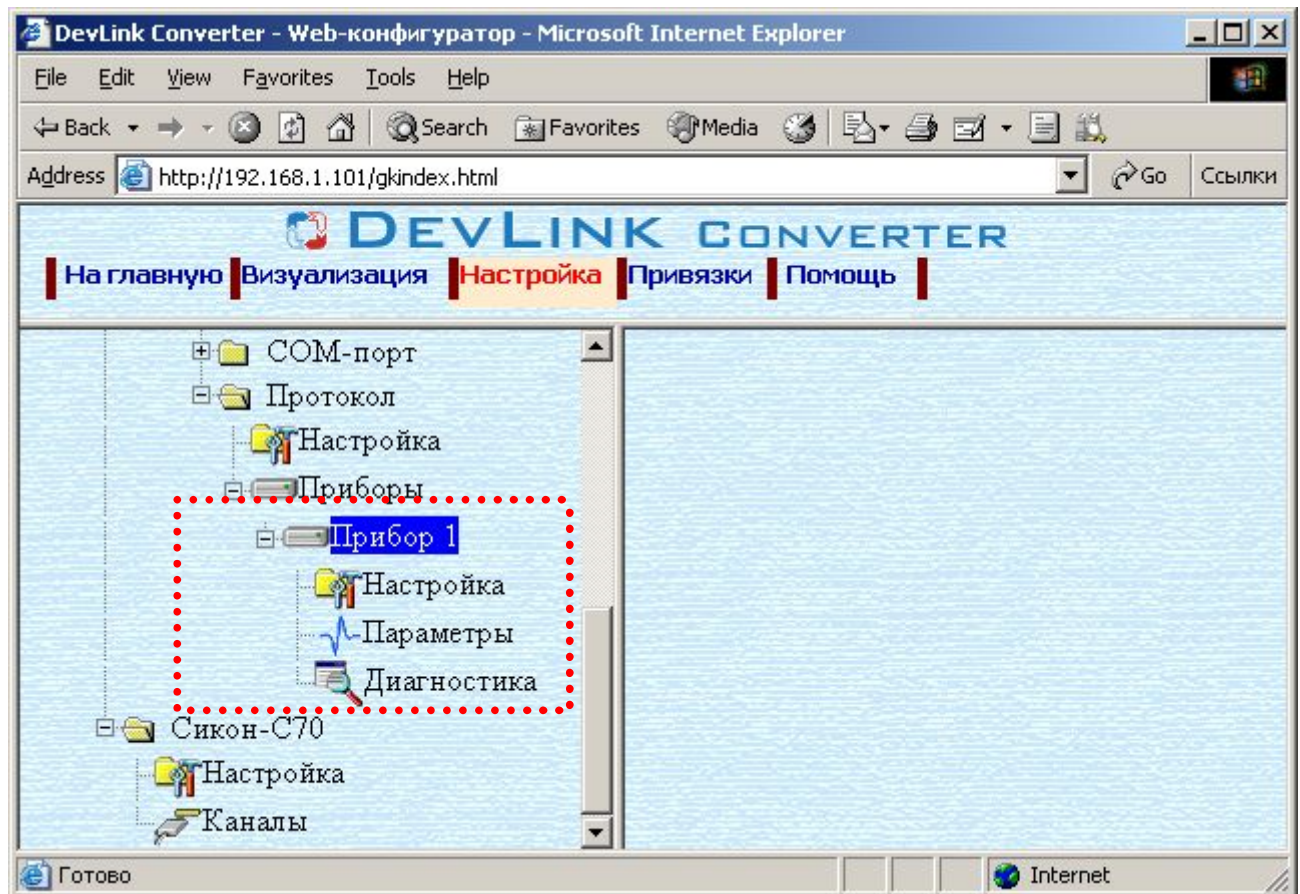 DevLink Converter - Web-конфигуратор - Microsoft Internet Explorer
File Edit View Favorites Tools Help
Back Search Favorites Media
Address http://192.168.1.101/gkindex.html Go Ссылки
DEVLINK CONVERTER
На главную Визуализация Настройка Привязки Помощь
COM-порт
Протокол
Настройка
Приборы
Прибор 1
Настройка
Параметры
Диагностика
Сикон-С70
Настройка
Каналы
Готово Internet